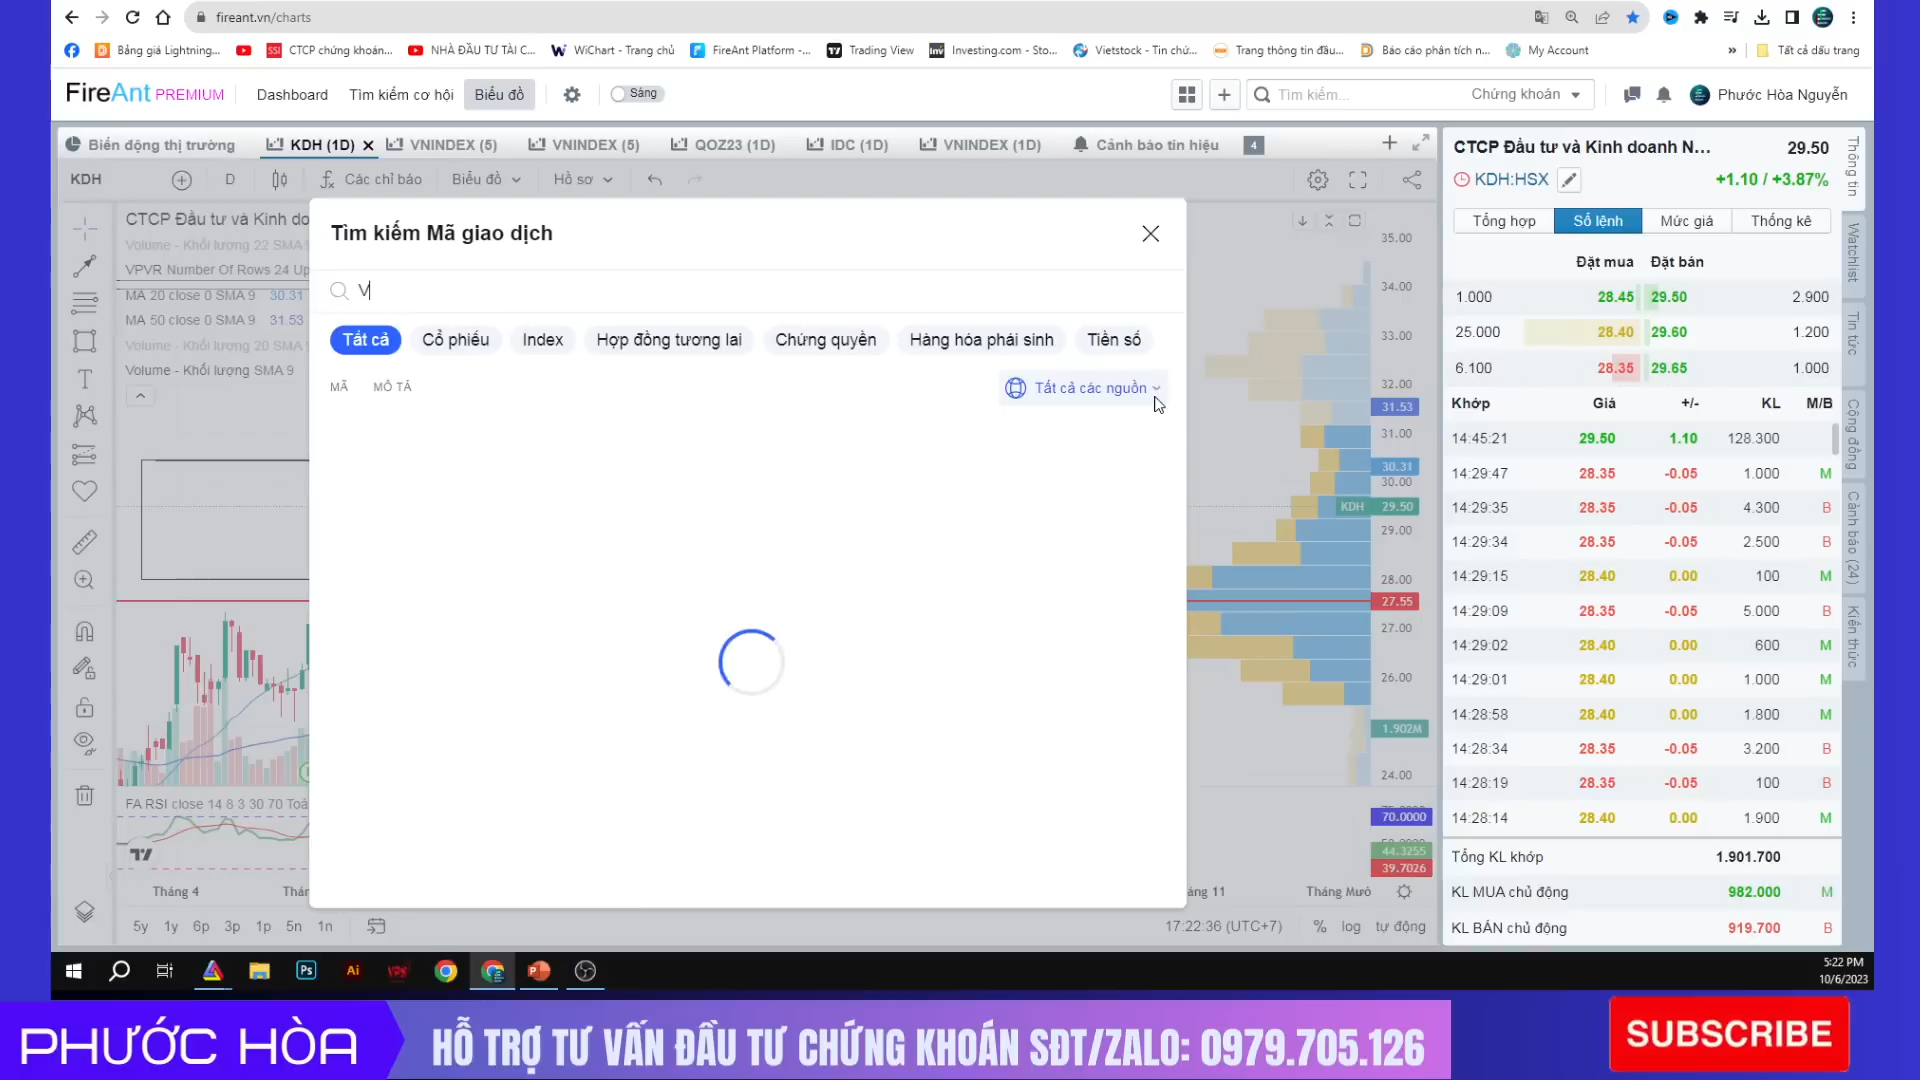 fireant.vn/charts
Bảng giá Lightning...
SSI CTCP chứng khoán...
NHÀ ĐẦU TƯ TÀI C...
WiChart - Trang chủ
FireAnt Platform -...
Trading View
Investing.com - Sto...
Vietstock - Tin chứ...
Trang thông tin đầu...
Báo cáo phân tích n...
My Account
»
Tất cả dấu trang
FireAnt PREMIUM
Dashboard
Tìm kiếm cơ hội
Biểu đồ
Sáng
Tìm kiếm...
Chứng khoán
Phước Hòa Nguyễn
Biến động thị trường
KDH (1D)
VNINDEX (5)
VNINDEX (5)
QOZ23 (1D)
IDC (1D)
VNINDEX (1D)
Cảnh báo tín hiệu
4
KDH
D
Các chỉ báo
Biểu đồ
Hồ sơ
CTCP Đầu tư và Kinh do
Volume - Khối lượng 22 SMA
VPVR Number Of Rows 24 Up
MA 20 close 0 SMA 9 30.31
MA 50 close 0 SMA 9 31.53
Volume - Khối lượng 20 SMA
Volume - Khối lượng SMA 9
Tìm kiếm Mã giao dịch
V
Tất cả
Cổ phiếu
Index
Hợp đồng tương lai
Chứng quyền
Hàng hóa phái sinh
Tiền số
MÃ
MÔ TẢ
Tất cả các nguồn
35.00
34.00
33.00
32.00
31.53
31.00
30.31
30.00
KDH 29.50
29.00
28.00
27.55
27.00
26.00
1.902M
24.00
70.0000
44.3255
39.7026
FA RSI close 14 8 3 30 70 Toà
Tháng 4
Thán
áng 11
Tháng Mườ
5y 1y 6p 3p 1p 5n 1n
17:22:36 (UTC+7)
%
log
tự động
CTCP Đầu tư và Kinh doanh N...
29.50
KDH:HSX
+1.10 / +3.87%
Tổng hợp
Sổ lệnh
Mức giá
Thống kê
Đặt mua Đặt bán
1.000 28.45 29.50 2.900
25.000 28.40 29.60 1.200
6.100 28.35 29.65 1.000
Khớp Giá +/- KL M/B
14:45:21 29.50 1.10 128.300
14:29:47 28.35 -0.05 1.000 M
14:29:35 28.35 -0.05 4.300 B
14:29:34 28.35 -0.05 2.500 B
14:29:15 28.40 0.00 100 M
14:29:09 28.35 -0.05 5.000 B
14:29:02 28.40 0.00 600 M
14:29:01 28.40 0.00 1.000 M
14:28:58 28.40 0.00 1.800 M
14:28:34 28.35 -0.05 3.200 B
14:28:19 28.35 -0.05 100 B
14:28:14 28.40 0.00 1.900 M
Tổng KL khớp 1.901.700
KL MUA chủ động 982.000 M
KL BÁN chủ động 919.700 B
Thông tin
Watchlist
Tin tức
Cộng đồng
Cảnh báo (24)
Kiến thức
Ps
Ai
5:22 PM
10/6/2023
PHƯỚC HÒA
HỖ TRỢ TƯ VẤN ĐẦU TƯ CHỨNG KHOÁN SĐT/ZALO: 0979.705.126
SUBSCRIBE